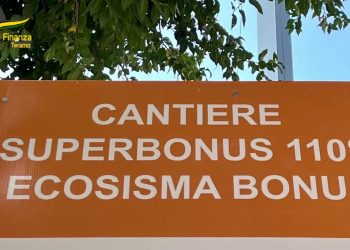 Finanza
Teramo
CANTIERE
SUPERBONUS 110%
ECOSISMA BONU